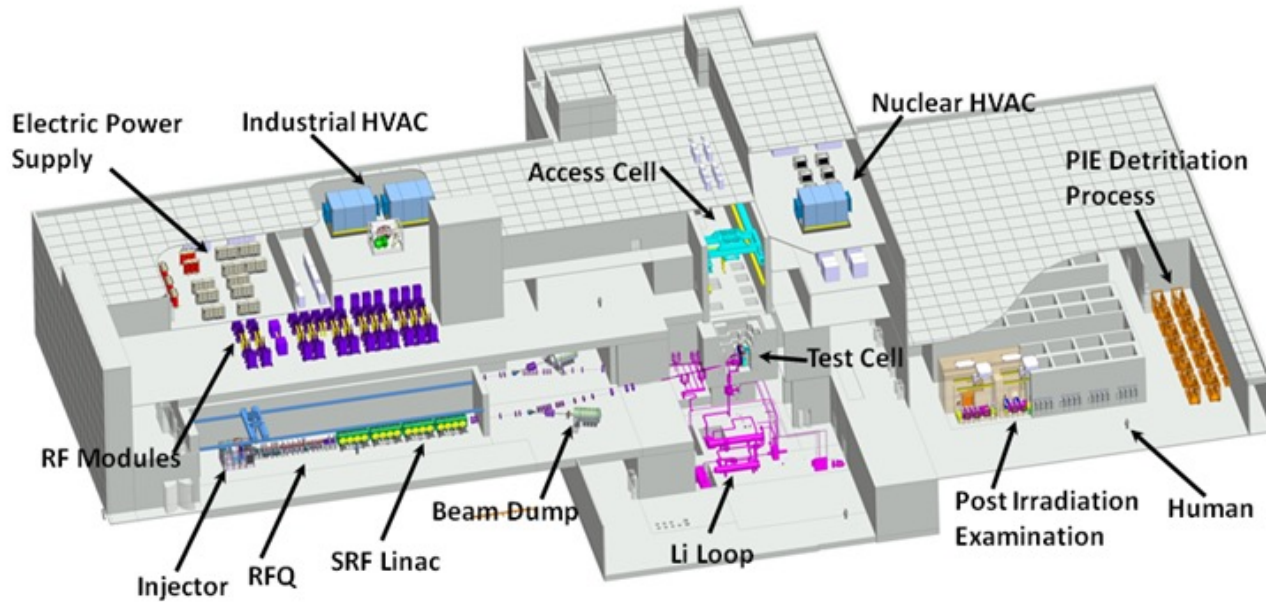 Electric Power
Supply
Industrial HVAC
Nuclear HVAC
Access Cell
PIE Detritiation
Process
Test Cell
RF Modules
Beam Dump
Li Loop
Post Irradiation
Examination
Human
SRF Linac
RFQ
Injector